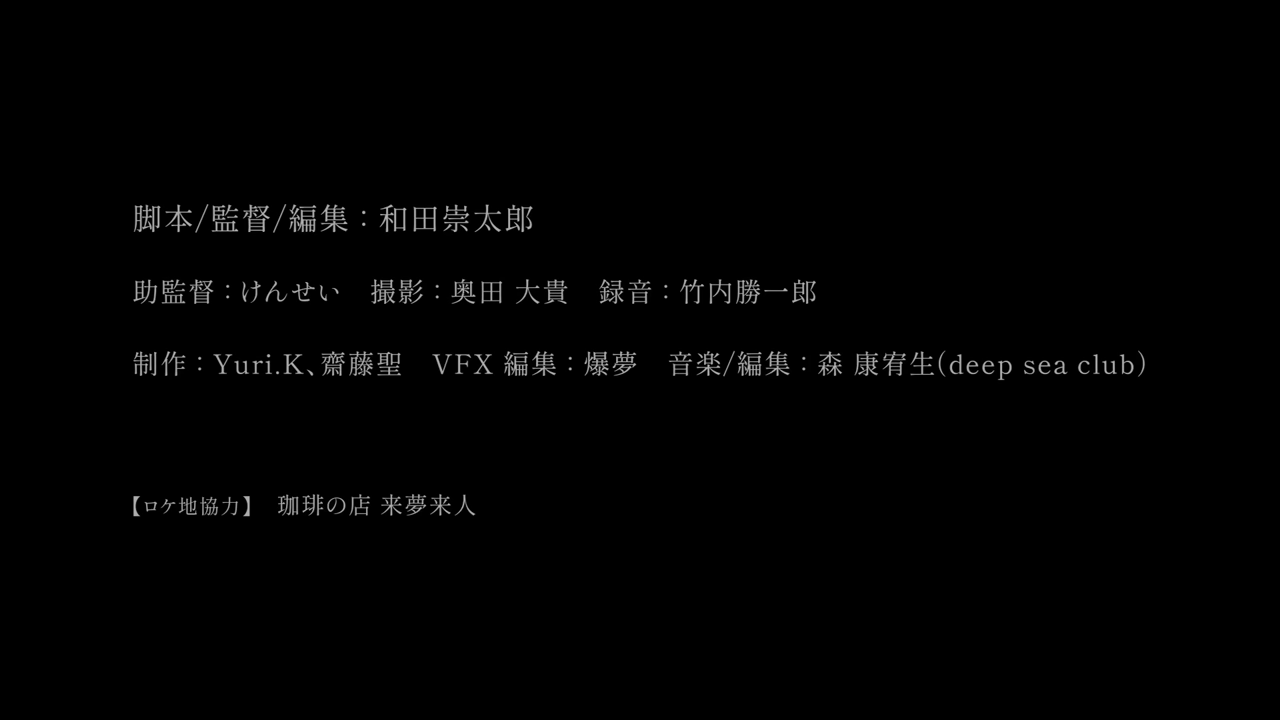 脚本/監督/編集：和田崇太郎
助監督：けんせい　撮影：奥田 大貴　録音：竹内勝一郎
制作：Yuri.K、齋藤聖　VFX 編集：爆夢　音楽/編集：森 康宥生(deep sea club)
【ロケ地協力】　珈琲の店 来夢来人